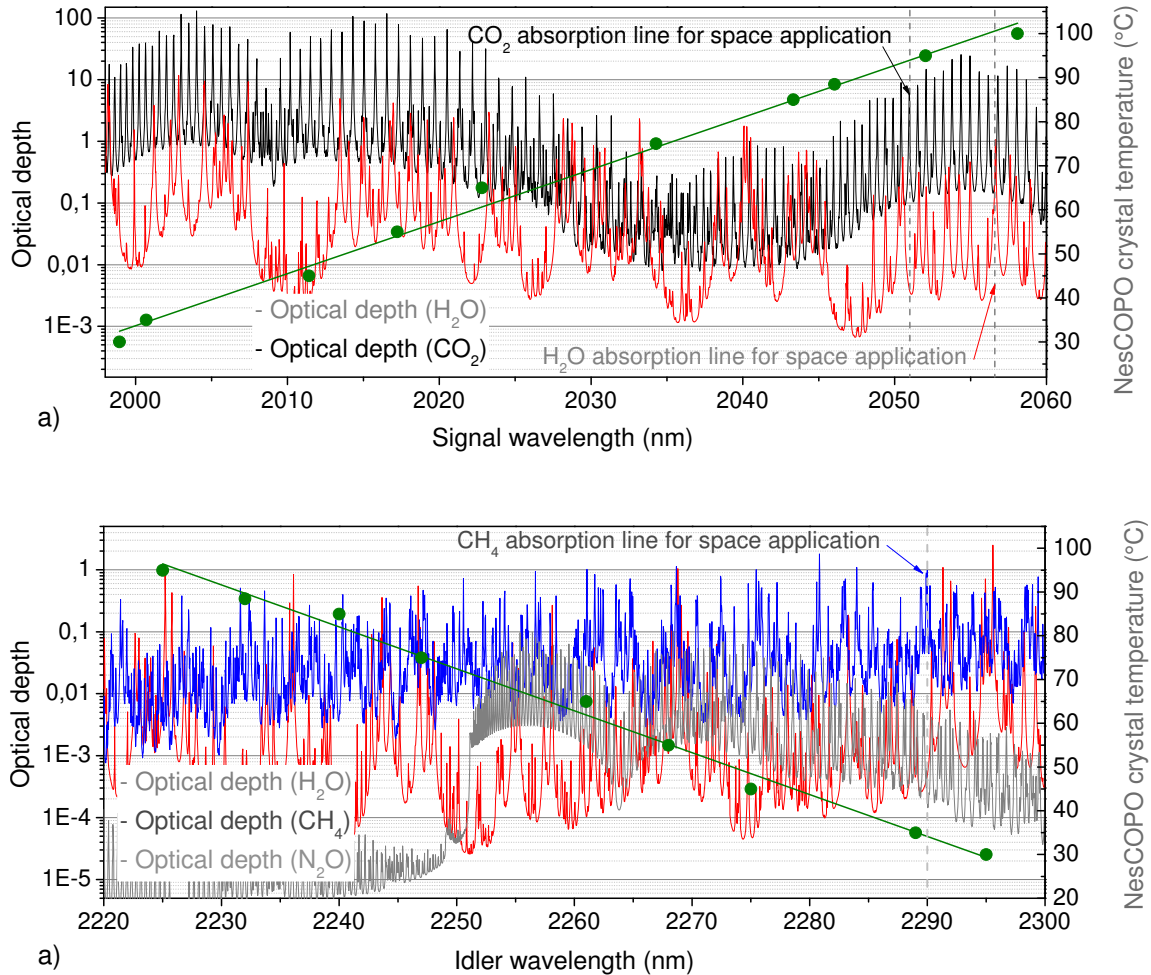 100
10
1
0,1
0,01
1E-3
Optical depth
CO2 absorption line for space application
- Optical depth (H2O)
- Optical depth (CO2)
H2O absorption line for space application
100
90
80
70
60
50
40
30
NesCOPO crystal temperature (°C)
2000 2010 2020 2030 2040 2050 2060
a)
Signal wavelength (nm)
1
0,1
0,01
1E-3
1E-4
1E-5
Optical depth
CH4 absorption line for space application
- Optical depth (H2O)
- Optical depth (CH4)
- Optical depth (N2O)
100
90
80
70
60
50
40
30
20
NesCOPO crystal temperature (°C)
2220 2230 2240 2250 2260 2270 2280 2290 2300
a)
Idler wavelength (nm)